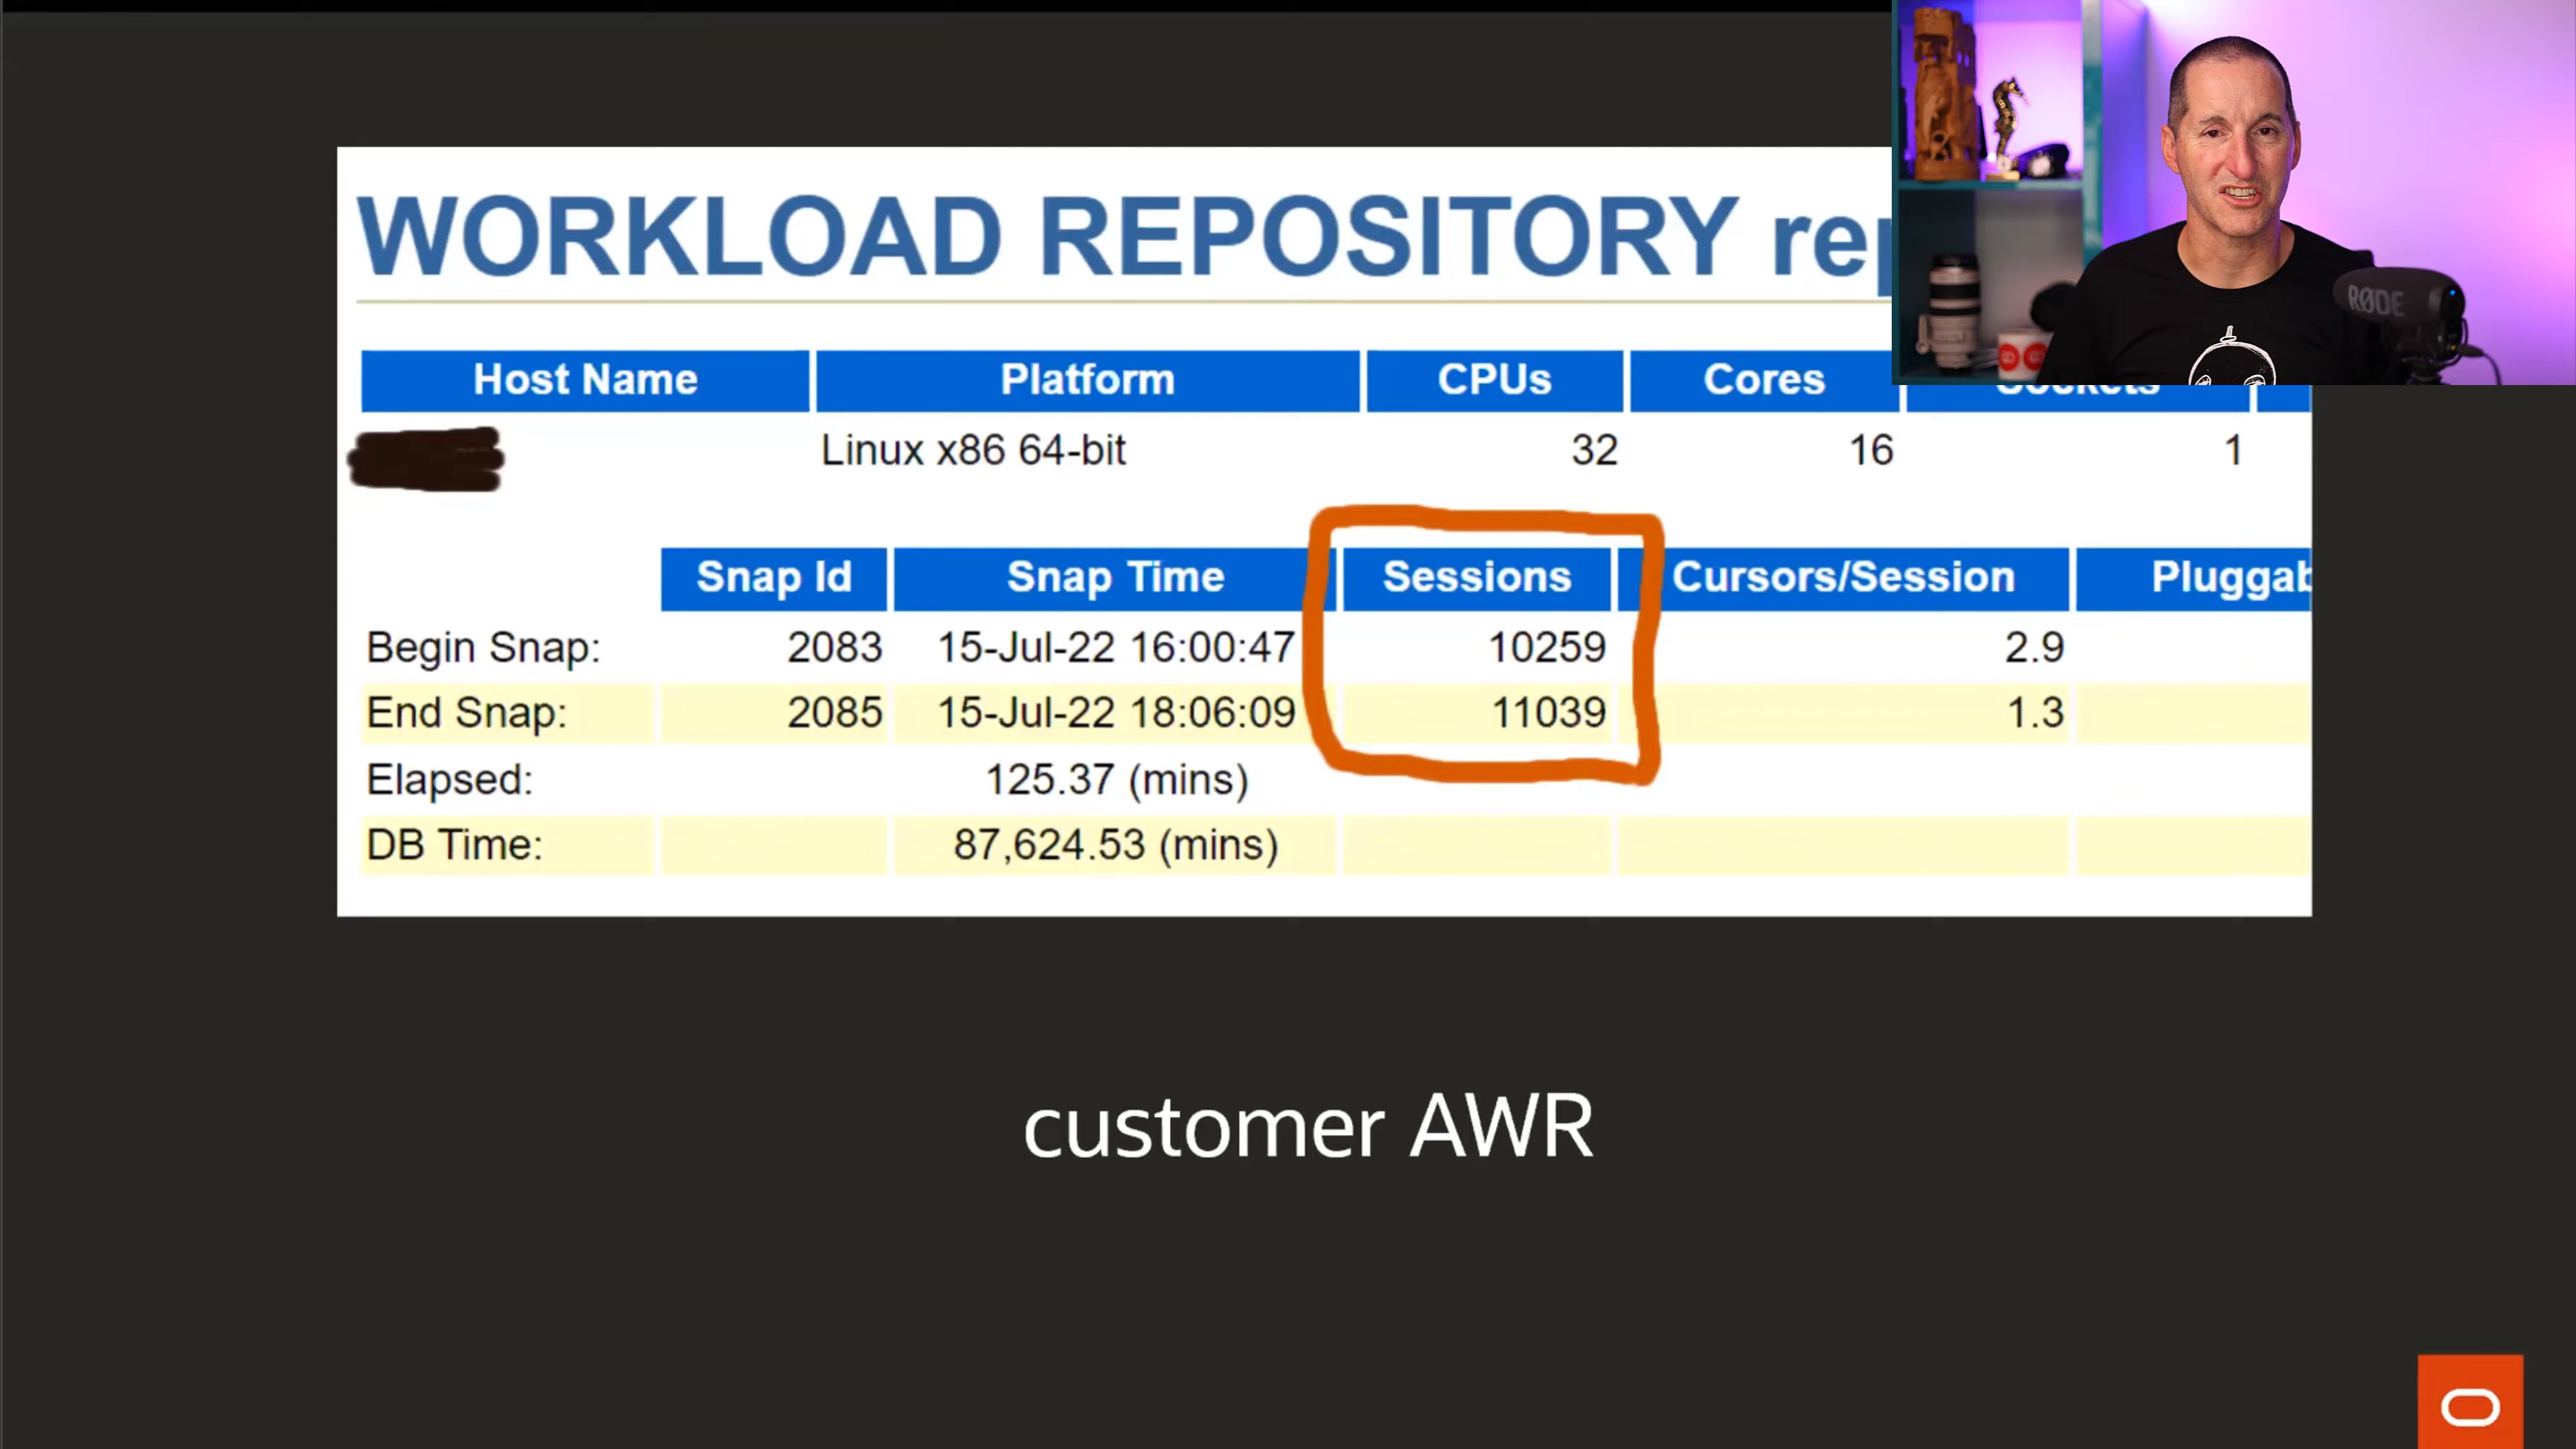 WORKLOAD REPOSITORY rep
RØDE
Host Name Platform CPUs Cores Sockets
Linux x86 64-bit 32 16 1
Snap Id Snap Time Sessions Cursors/Session Pluggab
Begin Snap: 2083 15-Jul-22 16:00:47 10259 2.9
End Snap: 2085 15-Jul-22 18:06:09 11039 1.3
Elapsed: 125.37 (mins)
DB Time: 87,624.53 (mins)
customer AWR